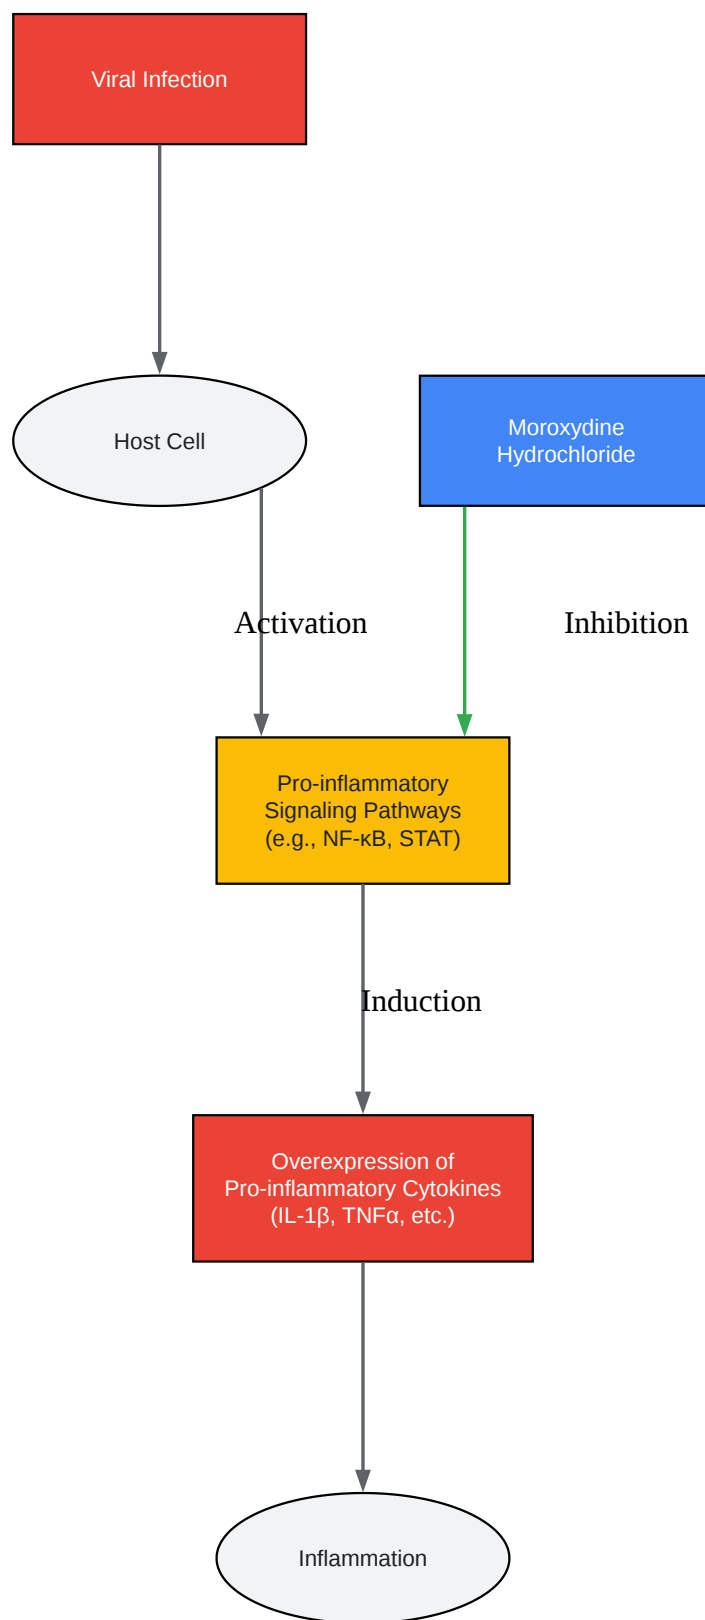 Viral Infection
Host Cell
Moroxydine
Hydrochloride
Activation
Inhibition
Pro-inflammatory
Signaling Pathways
(e.g., NF-κB, STAT)
Induction
Overexpression of
Pro-inflammatory Cytokines
(IL-1β, TNFα, etc.)
Inflammation